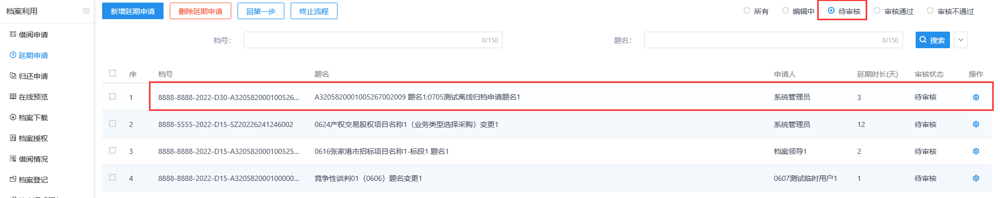 档案利用
新增延期申请 删除延期申请 回第一步 终止流程
所有 编辑中 待审核 审核通过 审核不通过
借阅申请
延期申请
归还申请
在线预览
档案下载
档案授权
借阅情况
档案登记
档号： 0/150 题名： 0/150 搜索
序 档号 题名 申请人 延期时长(天) 审核状态 操作
1 8888-8888-2022-D30-A320582000100526... A3205820001005267002009 题名1;0705测试离线归档申请题名1 系统管理员 3 待审核
2 8888-5555-2022-D15-SZ20226241246002 0624产权交易股权项目名称1（业务类型选择采购）变更1 系统管理员 12 待审核
3 8888-8888-2022-D15-A320582000100525... 0616张家港市招标项目名称1-标段1 题名1 档案领导1 2 待审核
4 8888-8888-2022-D15-A320582000100000... 竞争性谈判01（0606）题名变更1 0607测试临时用户1 1 待审核